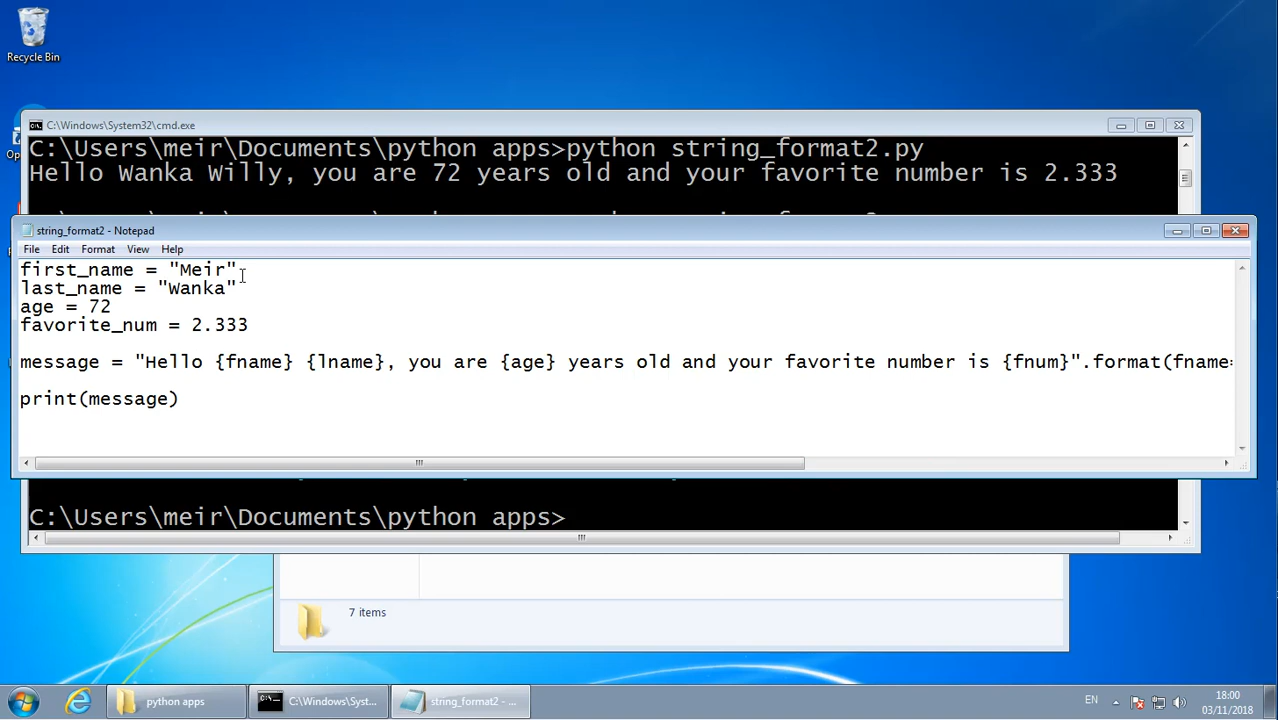 Recycle Bin
C:\Windows\System32\cmd.exe
C:\Users\meir\Documents\python apps>python string_format2.py
Hello Wanka Willy, you are 72 years old and your favorite number is 2.333
string_format2 - Notepad
File Edit Format View Help
first_name = "Meir"
last_name = "Wanka"
age = 72
favorite_num = 2.333
message = "Hello {fname} {lname}, you are {age} years old and your favorite number is {fnum}".format(fname=
print(message)
C:\Users\meir\Documents\python apps>
7 items
python apps
C:\Windows\Syst...
string_format2 - ...
EN
18:00
03/11/2018